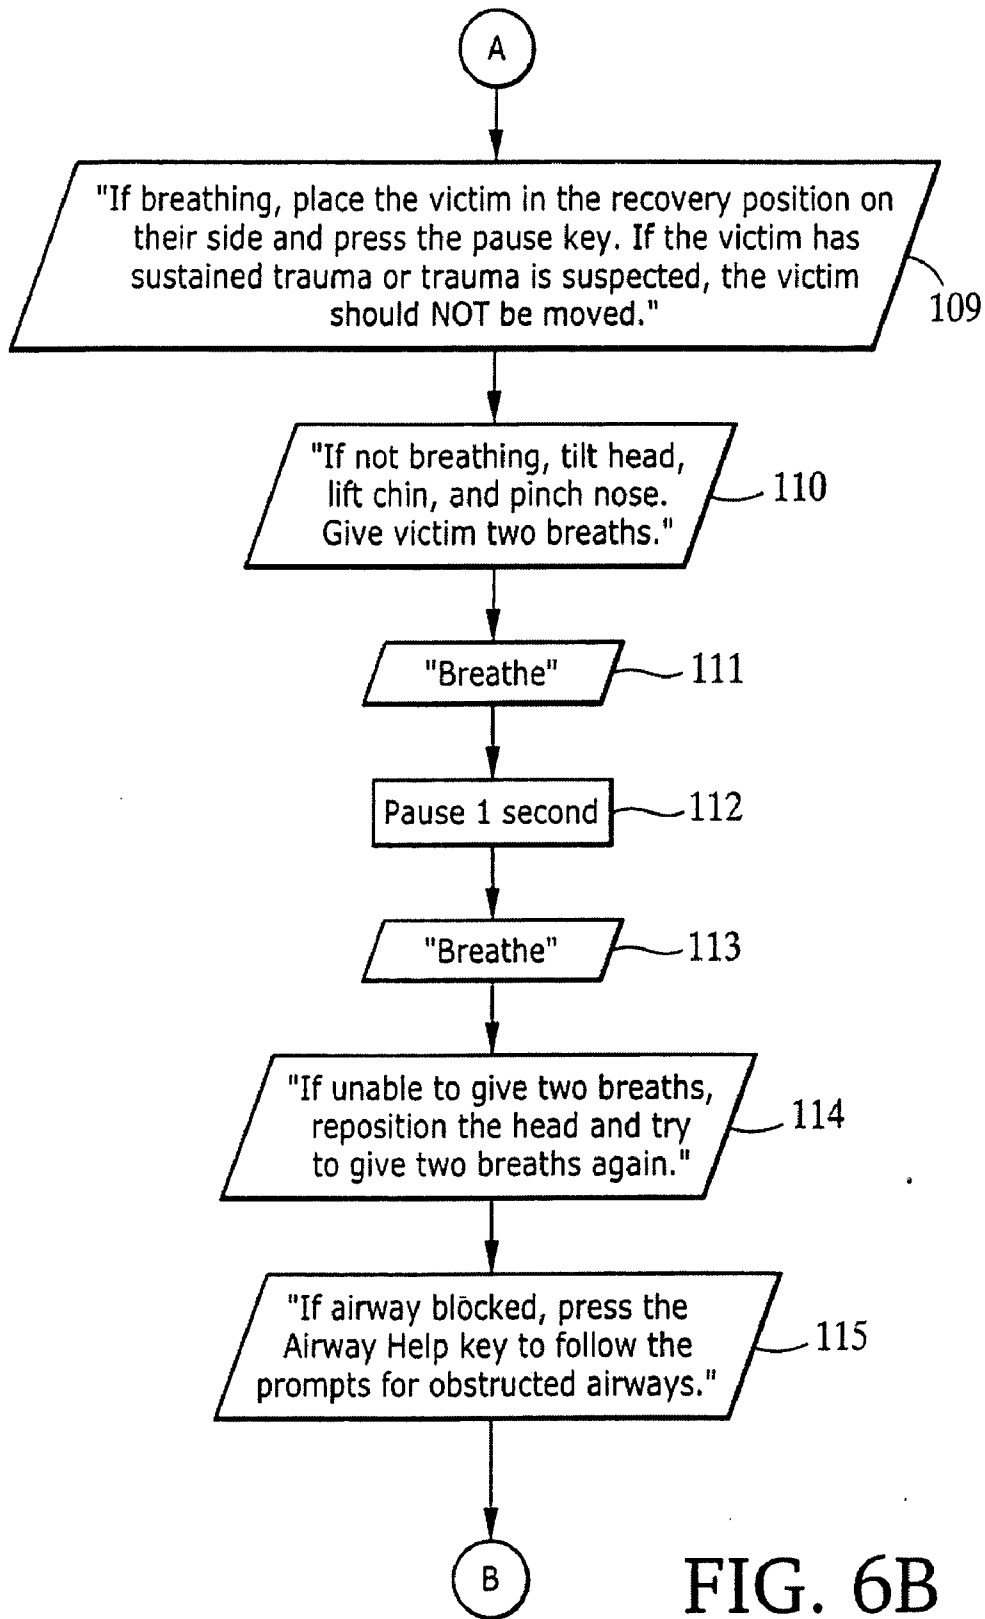 A
"If breathing, place the victim in the recovery position on
their side and press the pause key. If the victim has
sustained trauma or trauma is suspected, the victim
should NOT be moved."
109
"If not breathing, tilt head,
lift chin, and pinch nose.
Give victim two breaths."
110
"Breathe"
111
Pause 1 second
112
"Breathe"
113
"If unable to give two breaths,
reposition the head and try
to give two breaths again."
114
"If airway blocked, press the
Airway Help key to follow the
prompts for obstructed airways."
115
B
FIG. 6B